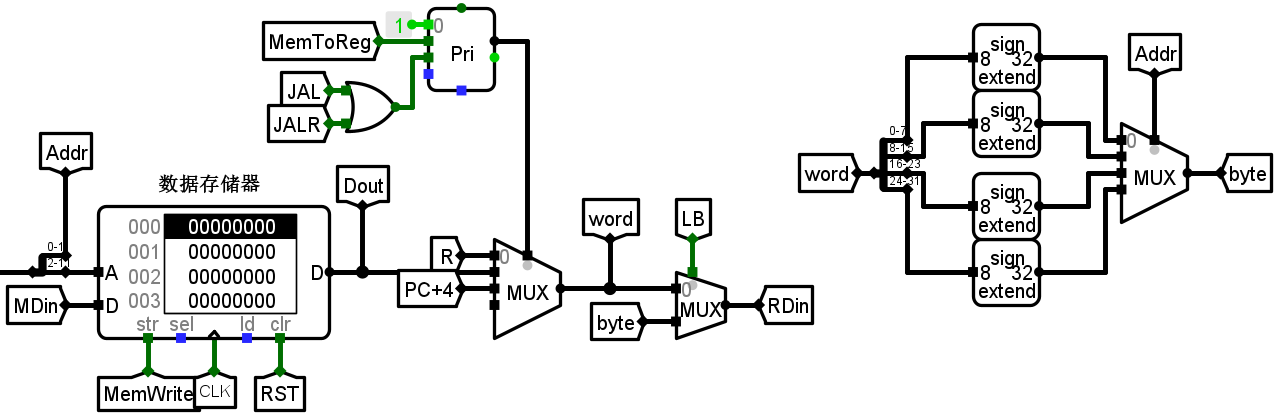 1
0
MemToReg
Pri
JAL
JALR
Addr
数据存储器
Dout
0-1
000 00000000
001 00000000
002 00000000
003 00000000
A
D
D
MDin
str sel ld clr
MemWrite
CLK
RST
R
PC+4
0
MUX
word
LB
byte
0
MUX
RDin
word
0-7
8-15
16-23
24-31
sign
8 32
extend
sign
8 32
extend
sign
8 32
extend
sign
8 32
extend
Addr
0
MUX
byte